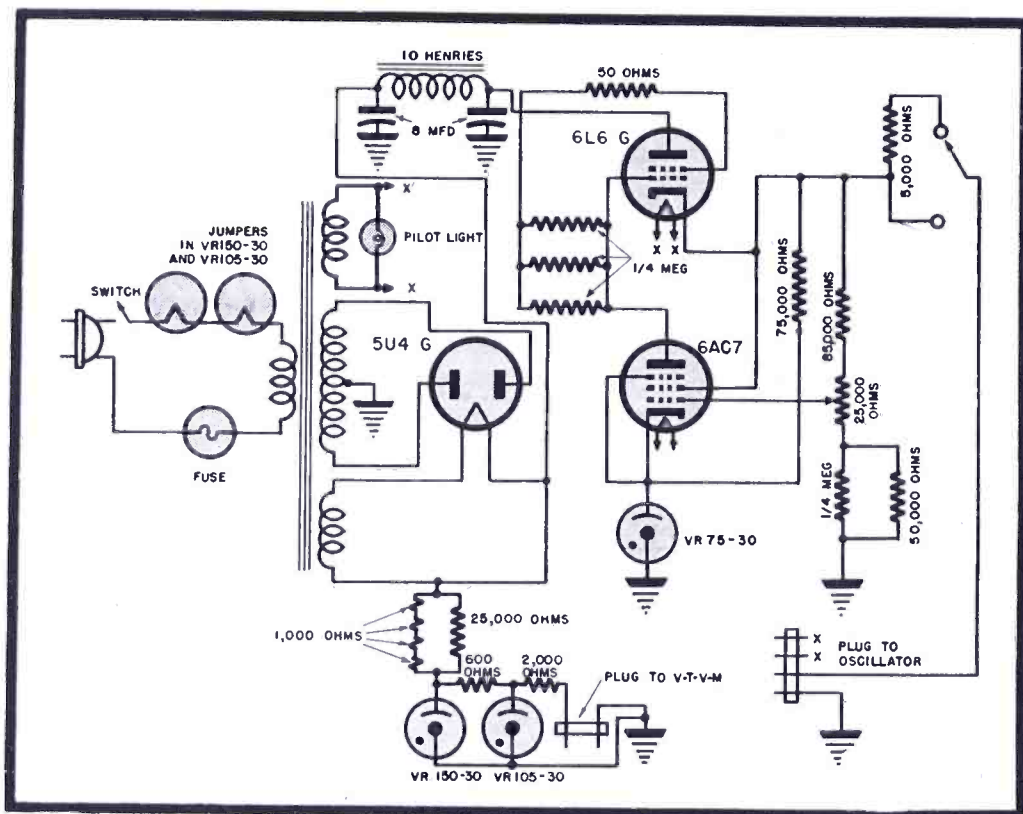 10 HENRIES
8 MFD
50 OHMS
6L6 G
5,000 OHMS
X
PILOT LIGHT
X
JUMPERS
IN VR150-30
AND VR105-30
SWITCH
X X
1/4 MEG
75,000 OHMS
85,000 OHMS
5U4 G
6AC7
25,000
OHMS
FUSE
1/4 MEG
50,000 OHMS
VR 75-30
1,000 OHMS
25,000 OHMS
600
OHMS
2,000
OHMS
PLUG TO V-T-V-M
X
X
PLUG TO
OSCILLATOR
VR 150-30
VR 105-30